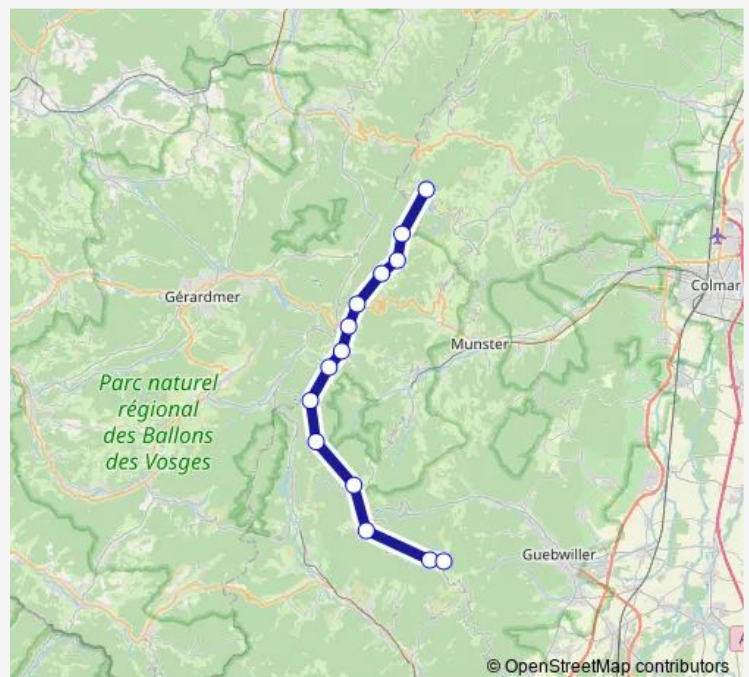 Gérardmer
Colmar
Munster
Parc naturel
régional
des Ballons
des Vosges
Guebwiller
A
© OpenStreetMap contributors